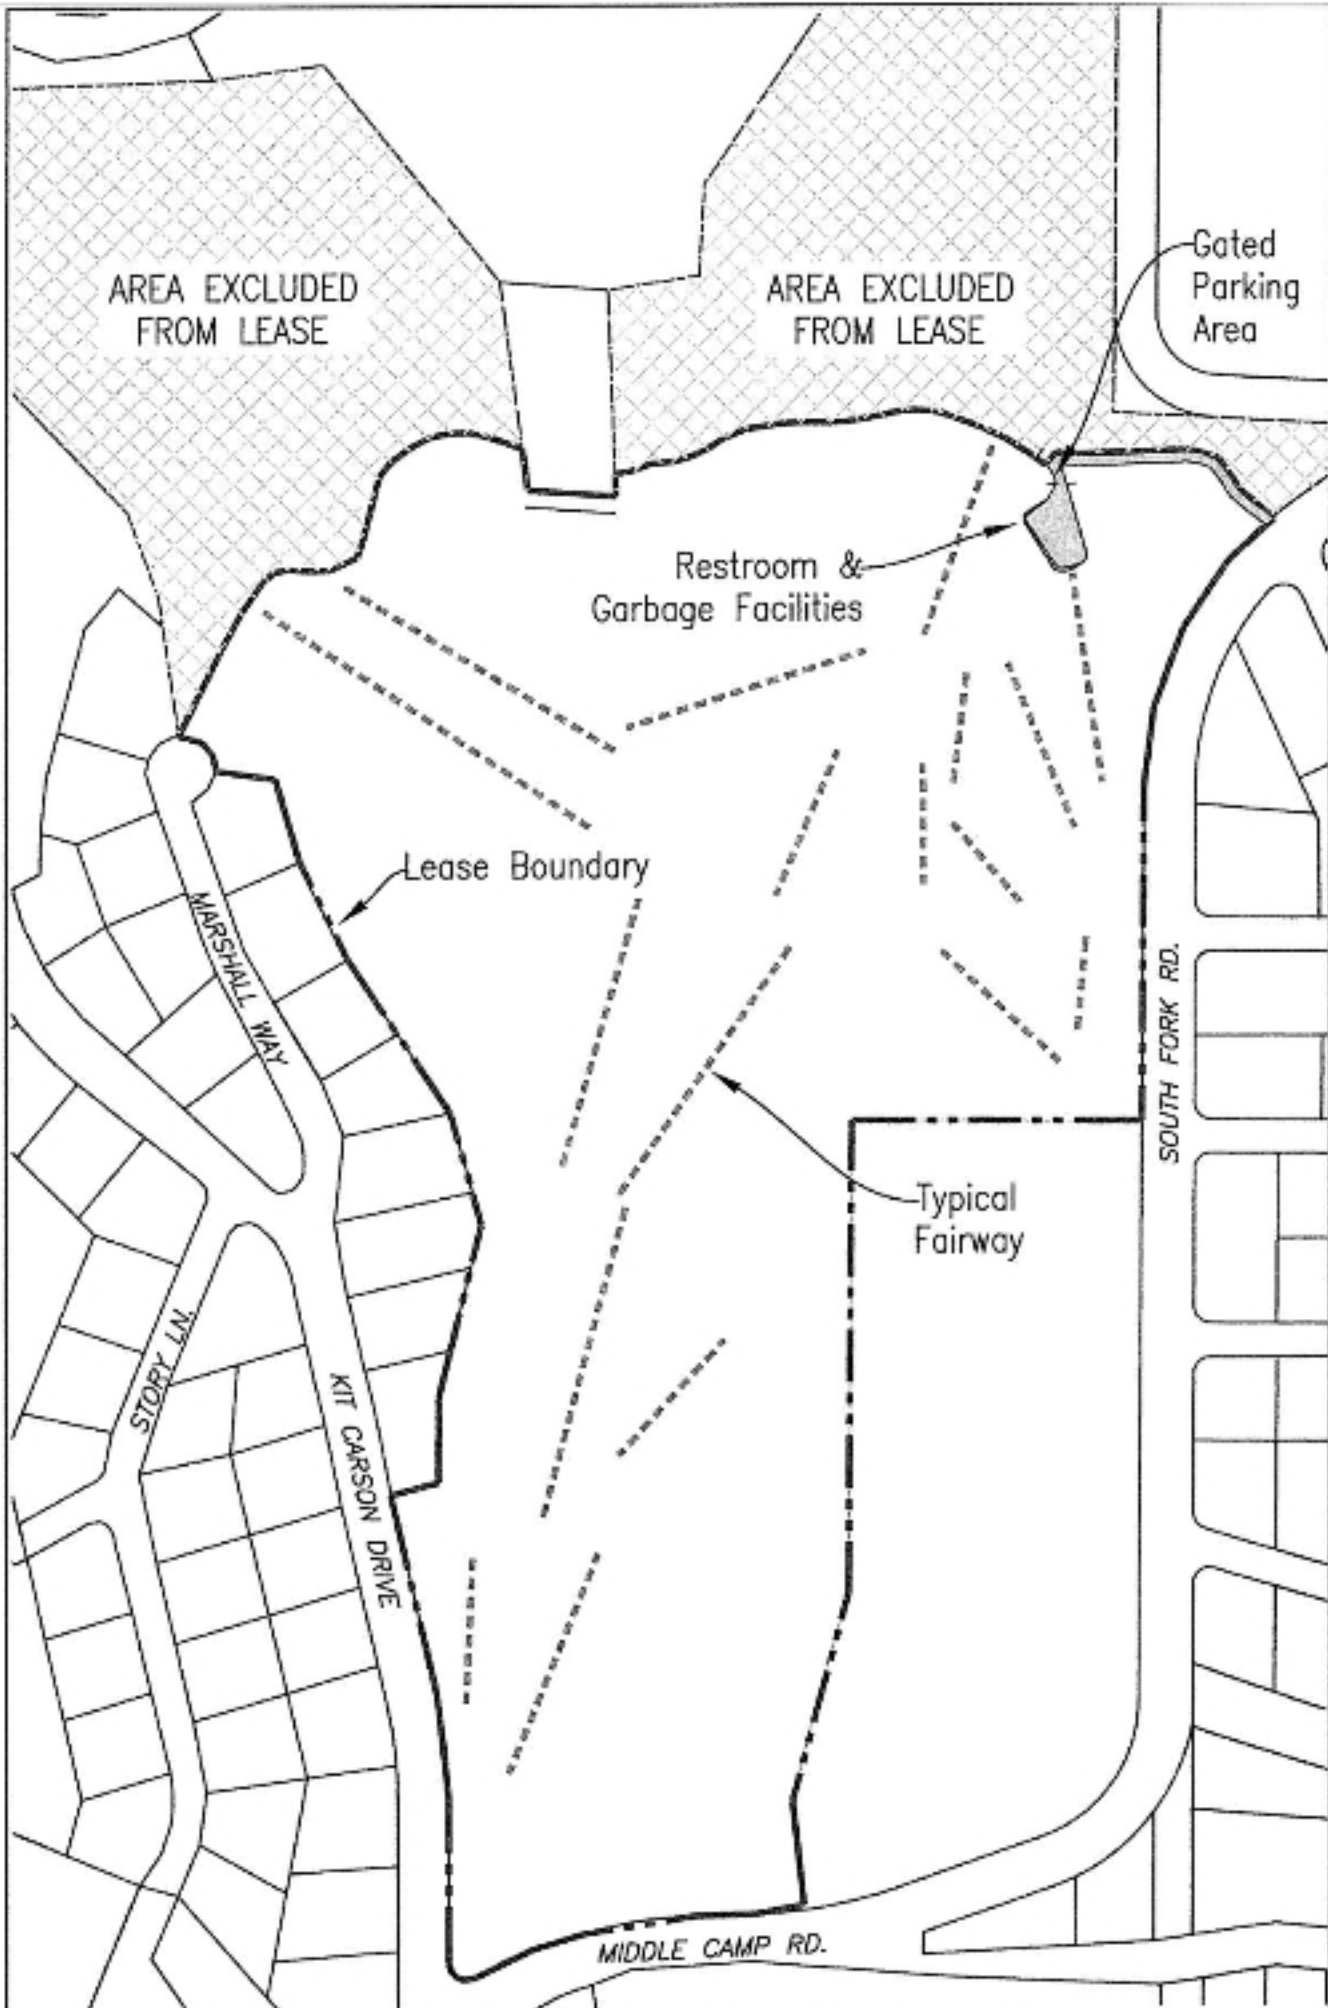 AREA EXCLUDED
FROM LEASE
AREA EXCLUDED
FROM LEASE
Gated
Parking
Area
Restroom &
Garbage Facilities
Lease Boundary
MARSHALL WAY
SOUTH FORK RD.
Typical
Fairway
STORY LN.
KIT CARSON DRIVE
MIDDLE CAMP RD.